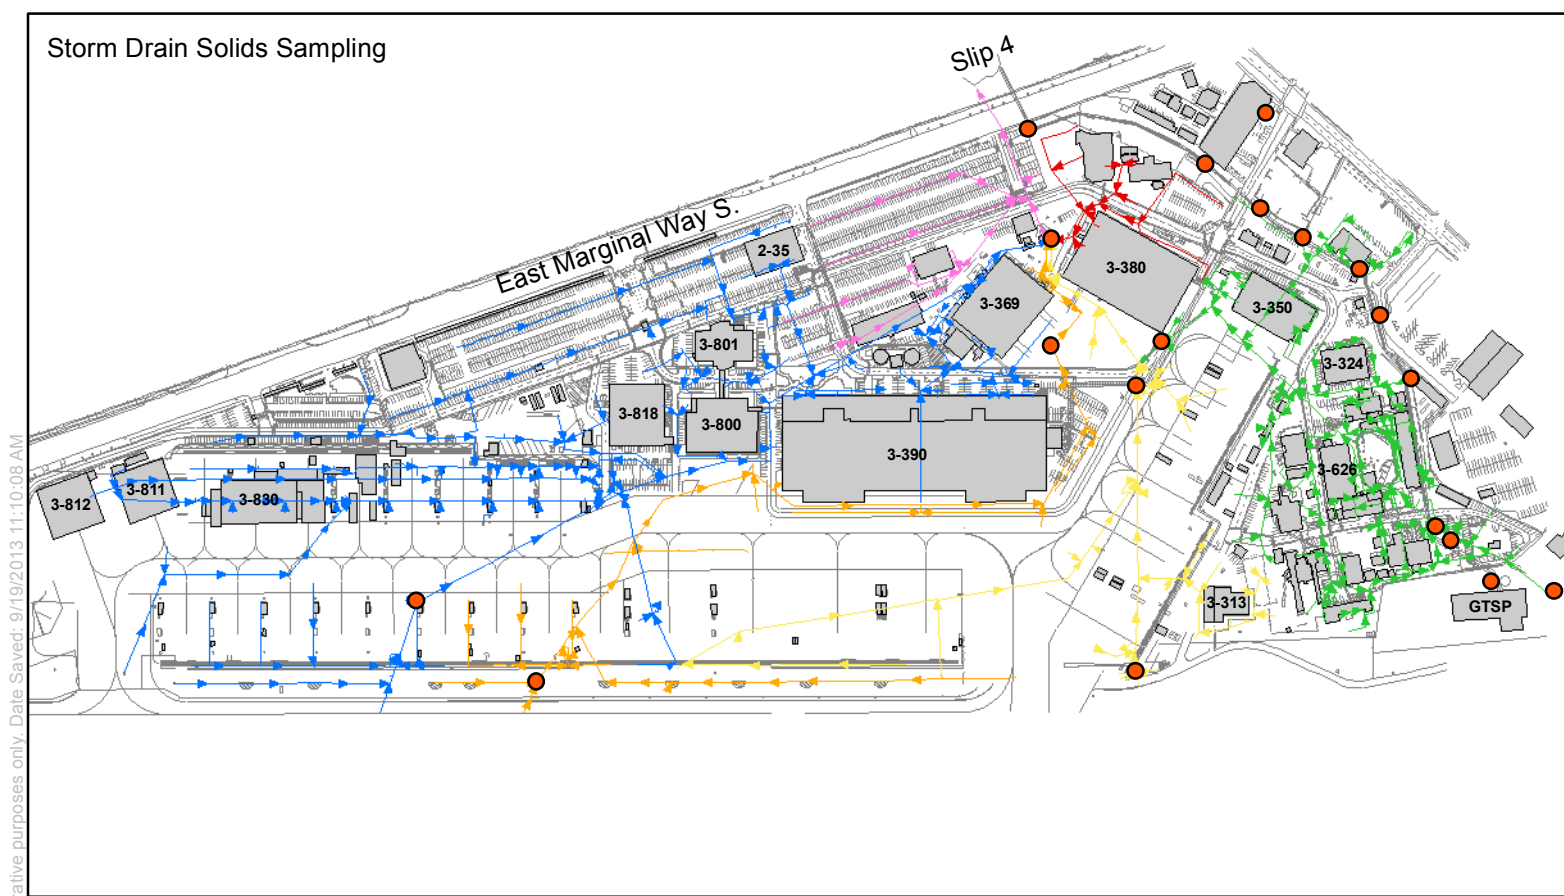 Storm Drain Solids Sampling
Slip 4
East Marginal Way S.
2-35
3-380
3-369
3-350
3-801
3-324
3-818
3-800
3-390
3-626
3-811
3-830
3-812
3-313
GTSP
rative purposes only. Date Saved: 9/19/2013 11:10:08 AM